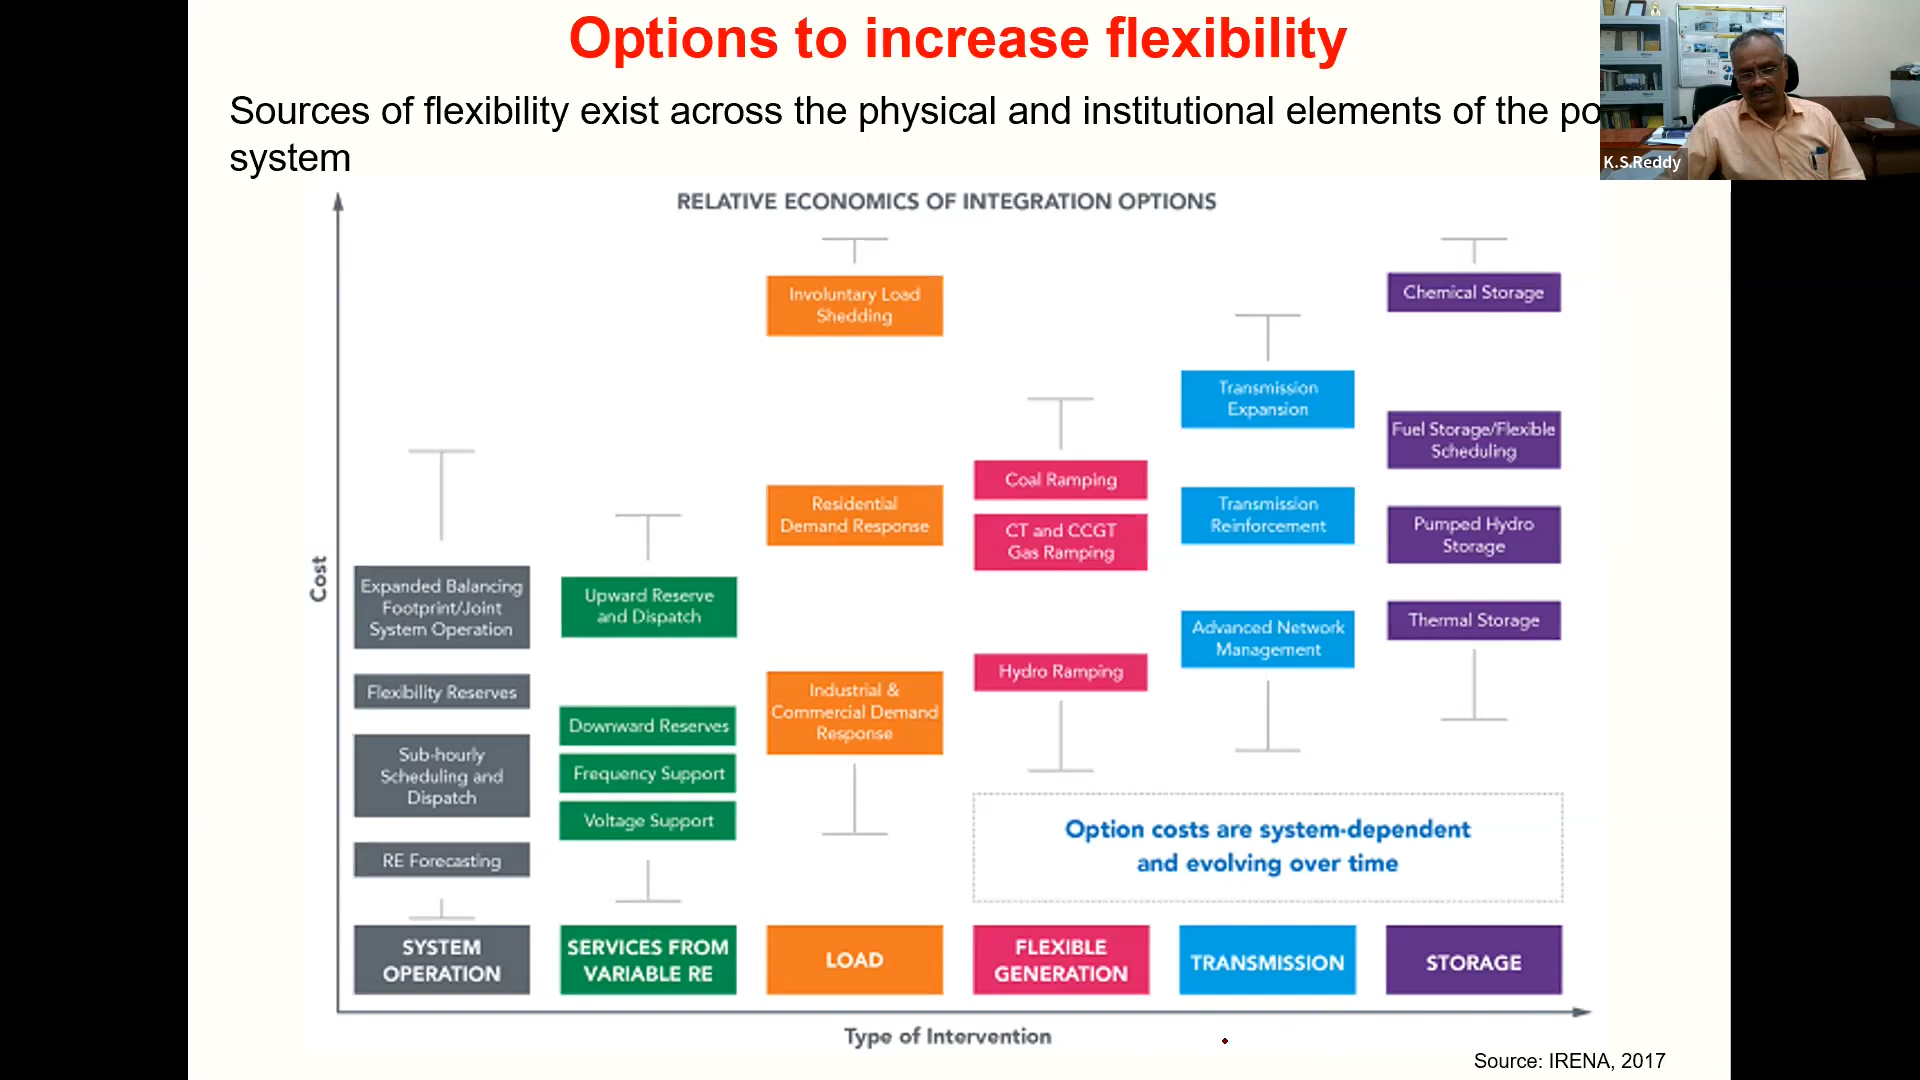 Options to increase flexibility
Sources of flexibility exist across the physical and institutional elements of the po
system
K.S.Reddy
RELATIVE ECONOMICS OF INTEGRATION OPTIONS
Cost
Expanded Balancing
Footprint/Joint
System Operation
Flexibility Reserves
Sub-hourly
Scheduling and
Dispatch
RE Forecasting
SYSTEM
OPERATION
Upward Reserve
and Dispatch
Downward Reserves
Frequency Support
Voltage Support
SERVICES FROM
VARIABLE RE
Involuntary Load
Shedding
Residential
Demand Response
Industrial &
Commercial Demand
Response
LOAD
Coal Ramping
CT and CCGT
Gas Ramping
Hydro Ramping
FLEXIBLE
GENERATION
Transmission
Expansion
Transmission
Reinforcement
Advanced Network
Management
TRANSMISSION
Chemical Storage
Fuel Storage/Flexible
Scheduling
Pumped Hydro
Storage
Thermal Storage
STORAGE
Option costs are system-dependent
and evolving over time
Type of Intervention
Source: IRENA, 2017